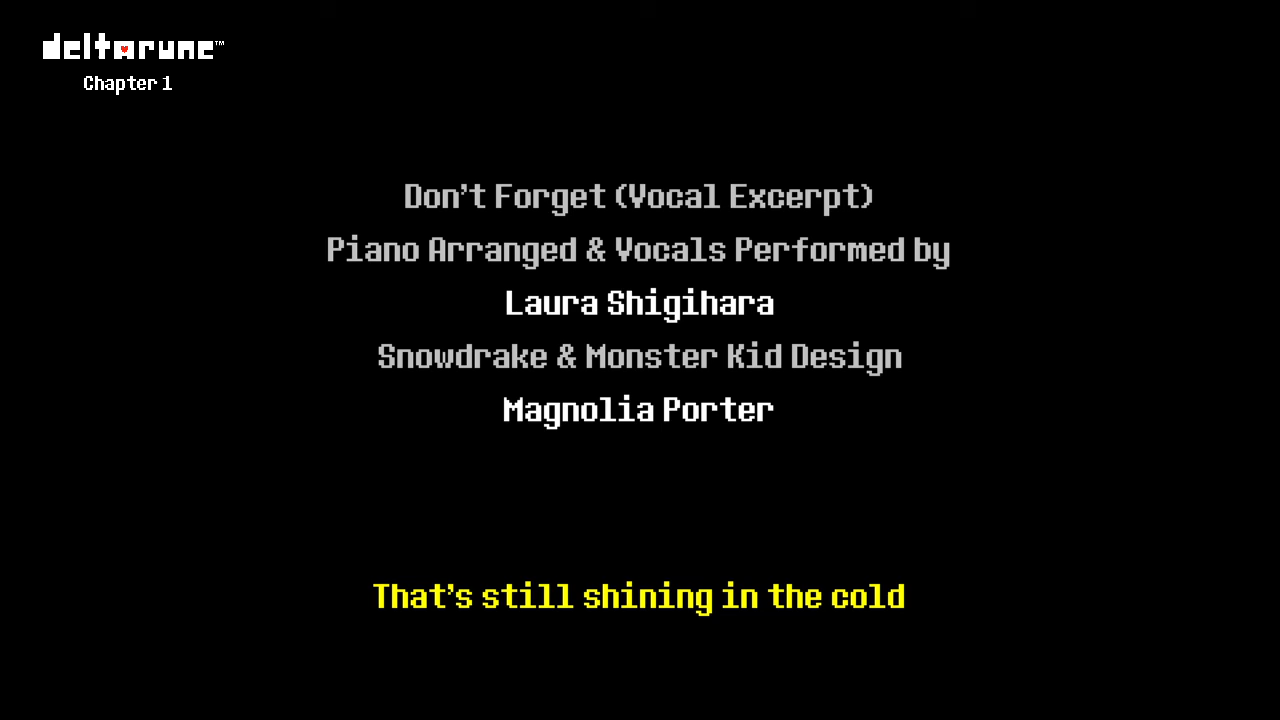 deltarune™
Chapter 1
Don't Forget (Vocal Excerpt)
Piano Arranged & Vocals Performed by
Laura Shigihara
Snowdrake & Monster Kid Design
Magnolia Porter
That's still shining in the cold